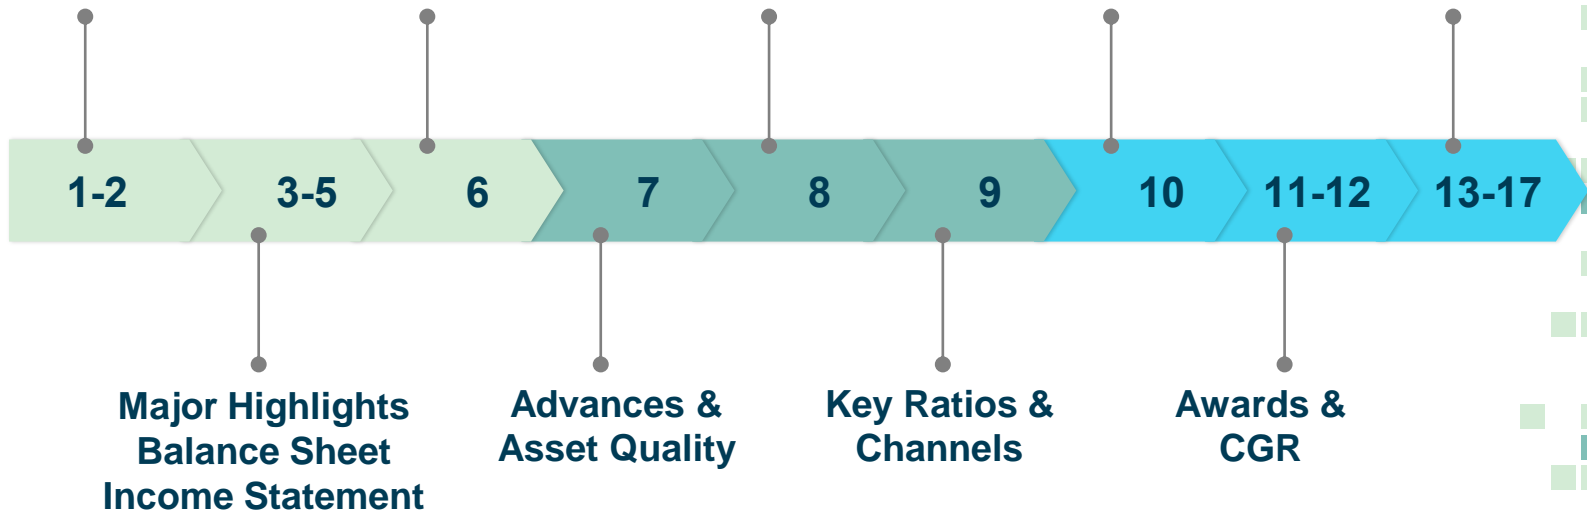 1-2
3-5
6
7
8
9
10
11-12
13-17
Major Highlights
Balance Sheet
Income Statement
Advances &
Asset Quality
Key Ratios &
Channels
Awards &
CGR